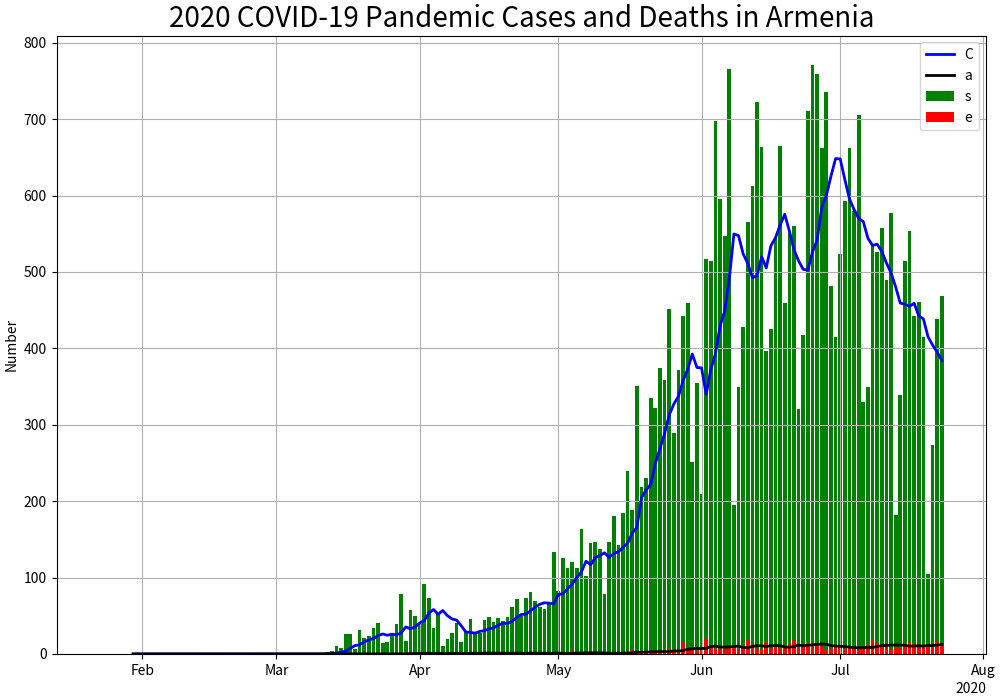 2020 COVID-19 Pandemic Cases and Deaths in Armenia
800
700
600
500
400
300
200
100
0
Number
C
a
s
e
Feb Mar Apr May Jun Jul Aug
2020